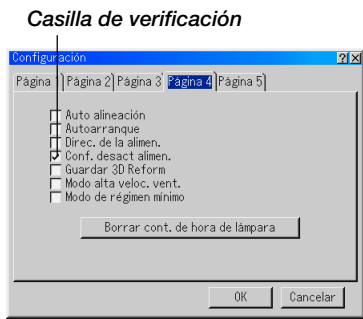 Casilla de verificación
Configuración
Página 1 Página 2 Página 3 Página 4 Página 5
Auto alineación
Autoarranque
Direc. de la alimen.
Conf. desact alimen.
Guardar 3D Reform
Modo alta veloc. vent.
Modo de régimen mínimo
Borrar cont. de hora de lámpara
OK Cancelar